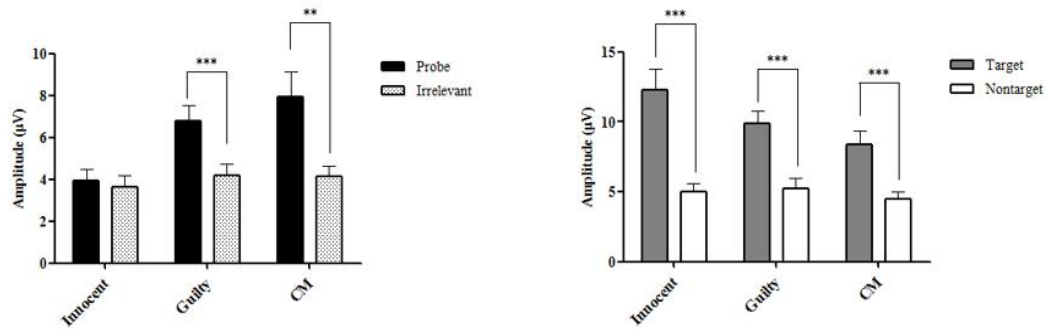 **
***
10
8
6
4
2
0
Amplitude (µV)
Innocent
Guilty
CM
Probe
Irrelevant
***
***
***
15
10
5
0
Amplitude (µV)
Innocent
Guilty
CM
Target
Nontarget